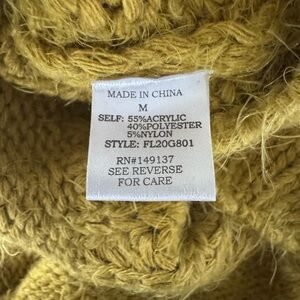 MADE IN CHINA
M
SELF: 55%ACRYLIC
40%POLYESTER
5%NYLON
STYLE: FL20G801
RN#149137
SEE REVERSE
FOR CARE